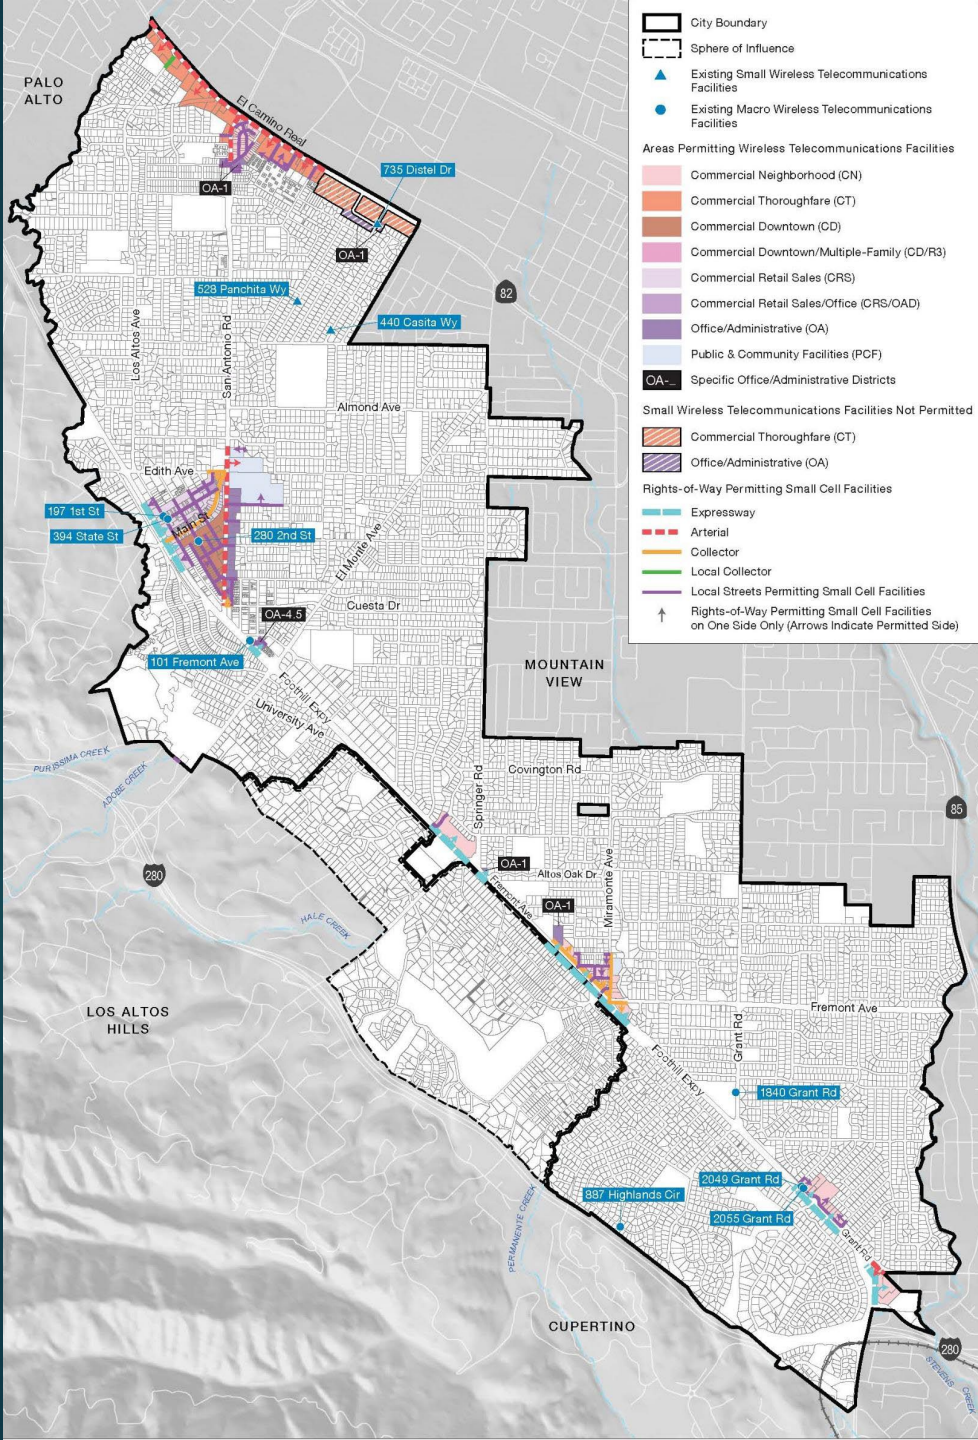 City Boundary
Sphere of Influence
Existing Small Wireless Telecommunications
Facilities
Existing Macro Wireless Telecommunications
Facilities
Areas Permitting Wireless Telecommunications Facilities
Commercial Neighborhood (CN)
Commercial Thoroughfare (CT)
Commercial Downtown (CD)
Commercial Downtown/Multiple-Family (CD/R3)
Commercial Retail Sales (CRS)
Commercial Retail Sales/Office (CRS/OAD)
Office/Administrative (OA)
Public & Community Facilities (PCF)
OA-_ Specific Office/Administrative Districts
Small Wireless Telecommunications Facilities Not Permitted
Commercial Thoroughfare (CT)
Office/Administrative (OA)
Rights-of-Way Permitting Small Cell Facilities
Expressway
Arterial
Collector
Local Collector
Local Streets Permitting Small Cell Facilities
Rights-of-Way Permitting Small Cell Facilities
on One Side Only (Arrows Indicate Permitted Side)
PALO
ALTO
El Camino Real
735 Distel Dr
OA-1
OA-1
528 Panchita Wy
82
440 Casita Wy
Los Altos Ave
San Antonio Rd
Almond Ave
Edith Ave
197 1st St
Main St
394 State St
280 2nd St
El Monte Ave
Cuesta Dr
OA-4.5
101 Fremont Ave
MOUNTAIN
VIEW
Foothill Expy
University Ave
PURISSIMA CREEK
ADOBE CREEK
Covington Rd
Springer Rd
85
280
OA-1
Altos Oak Dr
Miramonte Ave
Fremont Ave
OA-1
HALE CREEK
LOS ALTOS
HILLS
Fremont Ave
Grant Rd
Foothill Expy
1840 Grant Rd
2049 Grant Rd
887 Highlands Cir
2055 Grant Rd
Grant Rd
PERMANENTE CREEK
CUPERTINO
280
STEVENS CREEK